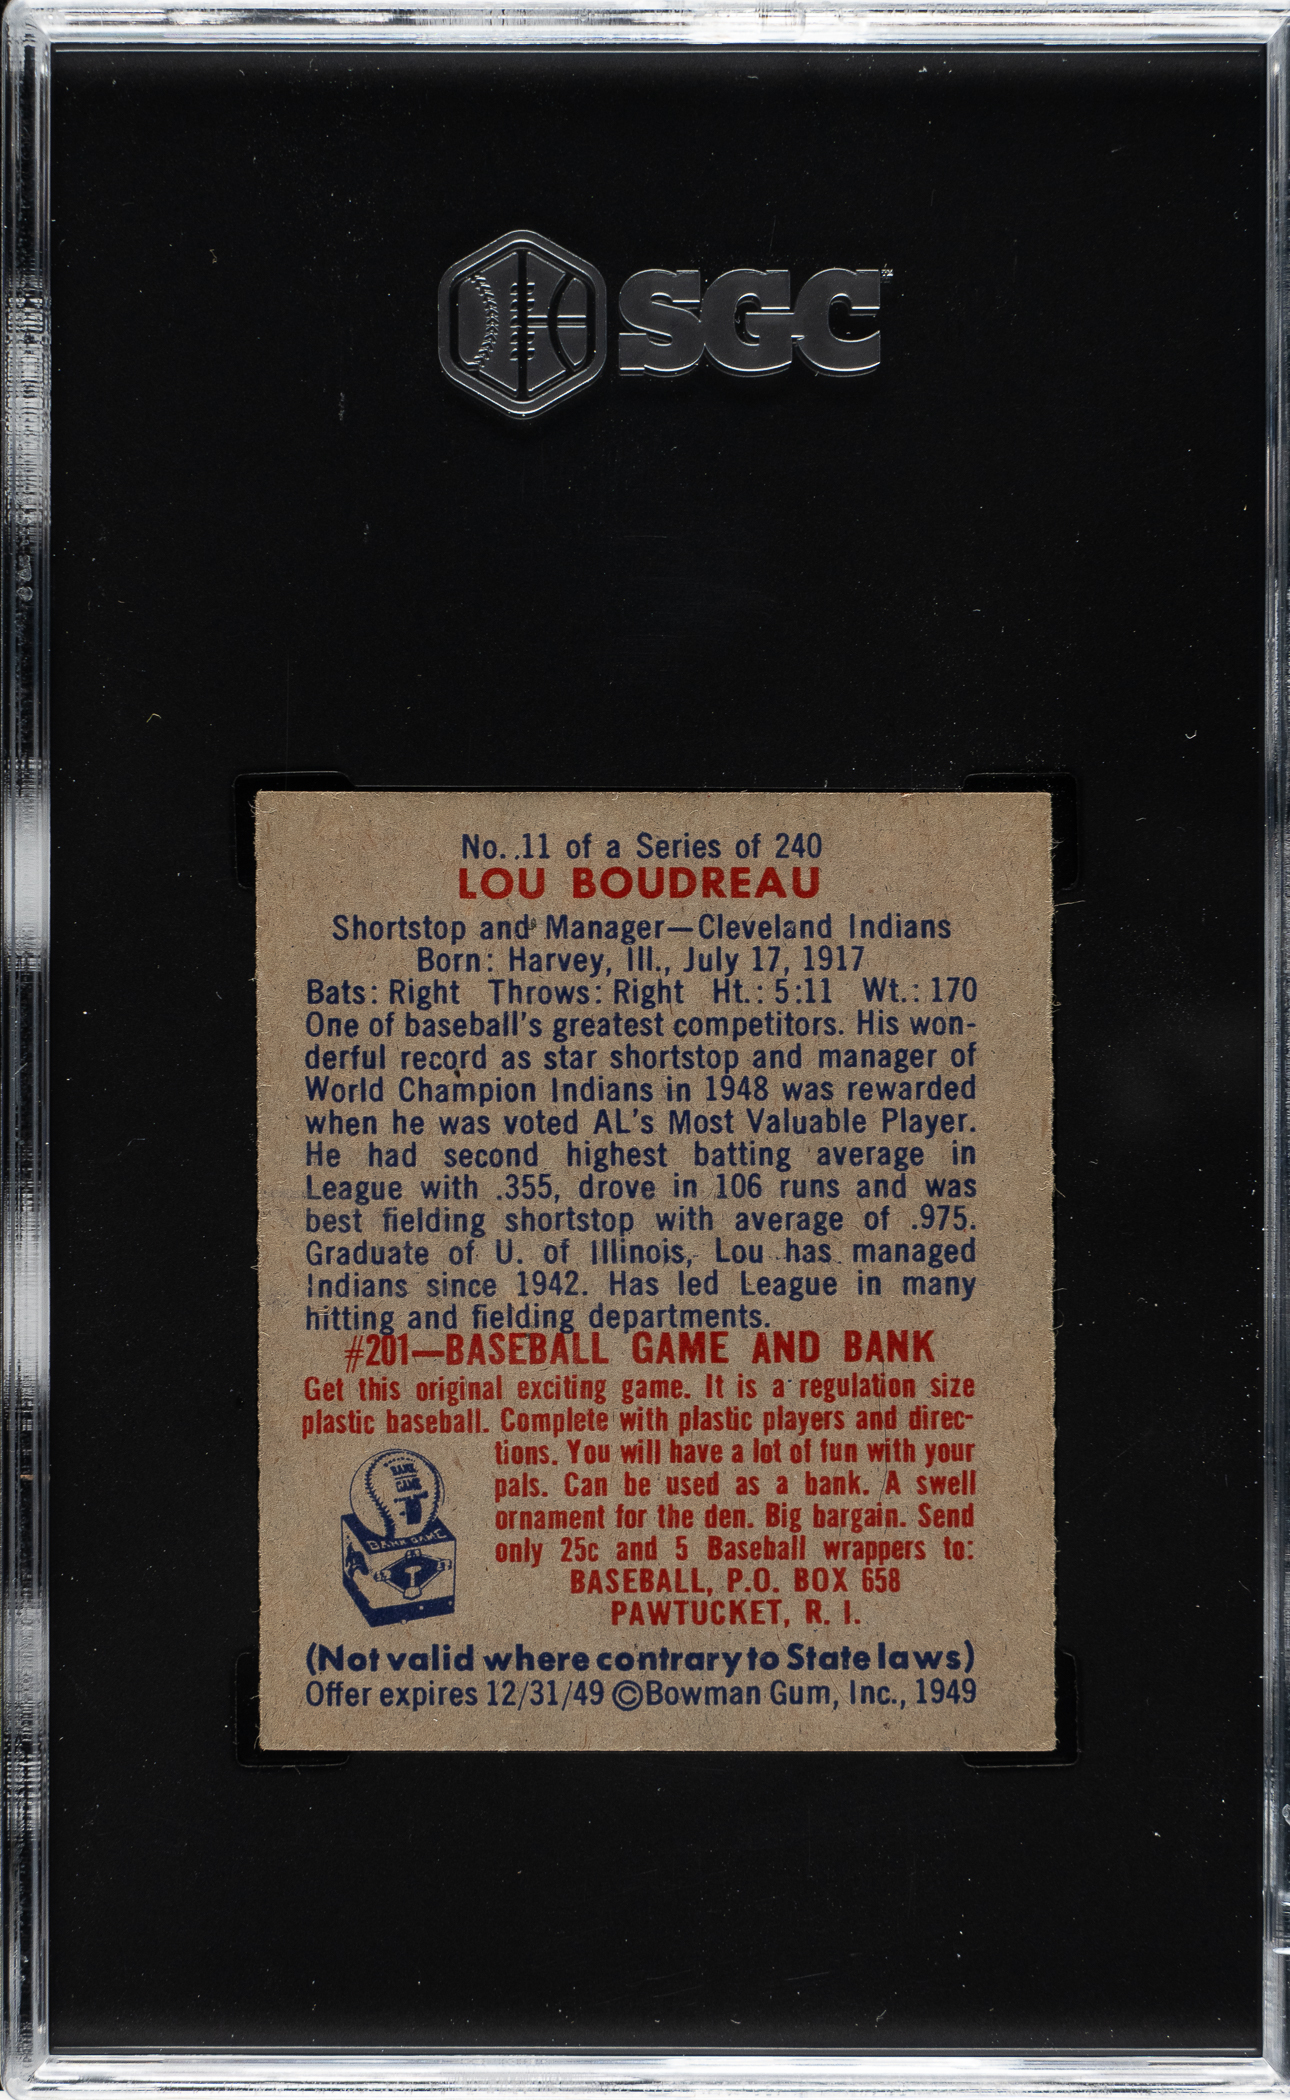 SGC
No. 11 of a Series of 240
LOU BOUDREAU
Shortstop and Manager—Cleveland Indians
Born: Harvey, Ill., July 17, 1917
Bats: Right Throws: Right Ht.: 5:11 Wt.: 170
One of baseball's greatest competitors. His won-
derful record as star shortstop and manager of
World Champion Indians in 1948 was rewarded
when he was voted AL's Most Valuable Player.
He had second highest batting average in
League with .355, drove in 106 runs and was
best fielding shortstop with average of .975.
Graduate of U. of Illinois, Lou has managed
Indians since 1942. Has led League in many
hitting and fielding departments.
#201—BASEBALL GAME AND BANK
Get this original exciting game. It is a regulation size
plastic baseball. Complete with plastic players and direc-
tions. You will have a lot of fun with your
pals. Can be used as a bank. A swell
ornament for the den. Big bargain. Send
only 25c and 5 Baseball wrappers to:
BASEBALL, P.O. BOX 658
PAWTUCKET, R. I.
BANK
GAME
BANK GAME
(Not valid where contrary to State laws)
Offer expires 12/31/49 ©Bowman Gum, Inc., 1949